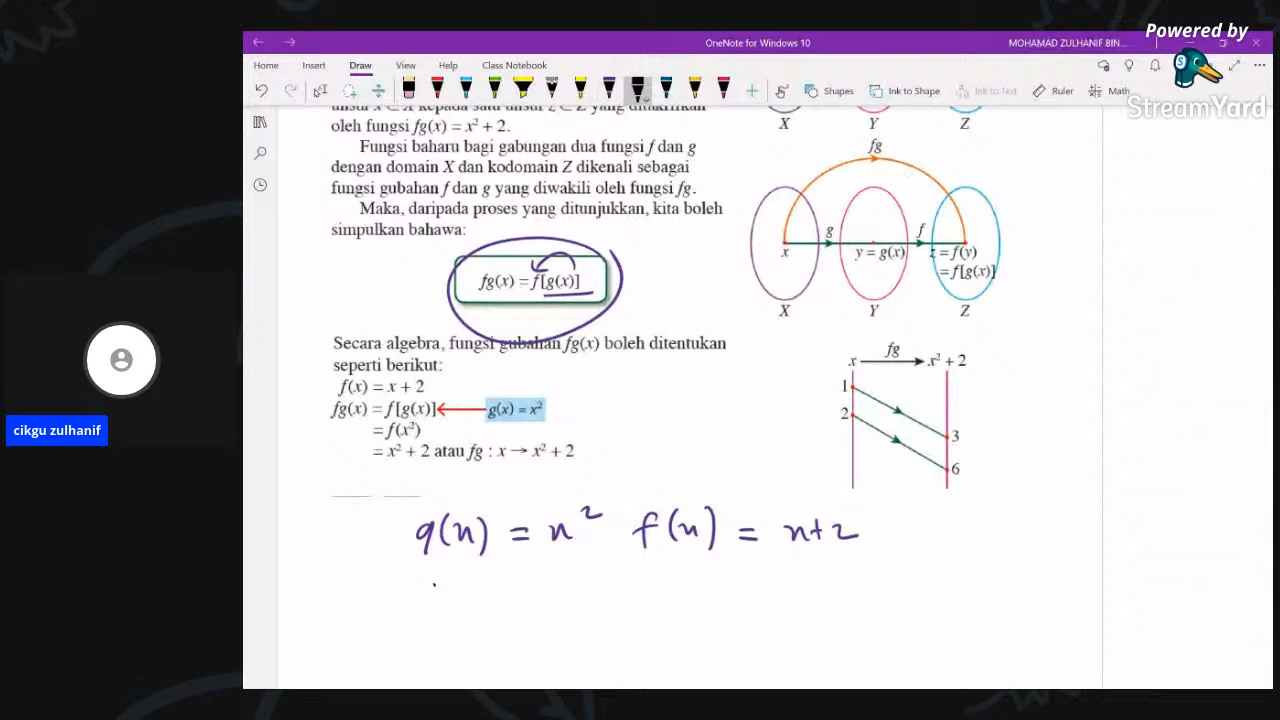 Powered by
StreamYard
OneNote for Windows 10
MOHAMAD ZULHANIF BIN...
Home Insert Draw View Help Class Notebook
Shapes Ink to Shape Ink to Text Ruler Math
oleh fungsi fg(x) = x² + 2.
Fungsi baharu bagi gabungan dua fungsi f dan g
dengan domain X dan kodomain Z dikenali sebagai
fungsi gubahan f dan g yang diwakili oleh fungsi fg.
Maka, daripada proses yang ditunjukkan, kita boleh
simpulkan bahawa:
fg(x) = f[g(x)]
Secara algebra, fungsi gubahan fg(x) boleh ditentukan
seperti berikut:
f(x) = x + 2
fg(x) = f[g(x)] g(x) = x²
= f(x²)
= x² + 2 atau fg : x → x² + 2
X Y Z
fg
g f
x y = g(x) z = f(y)
= f[g(x)]
X Y Z
fg
x x² + 2
1
2
3
6
g(x) = x² f(x) = x+2
cikgu zulhanif